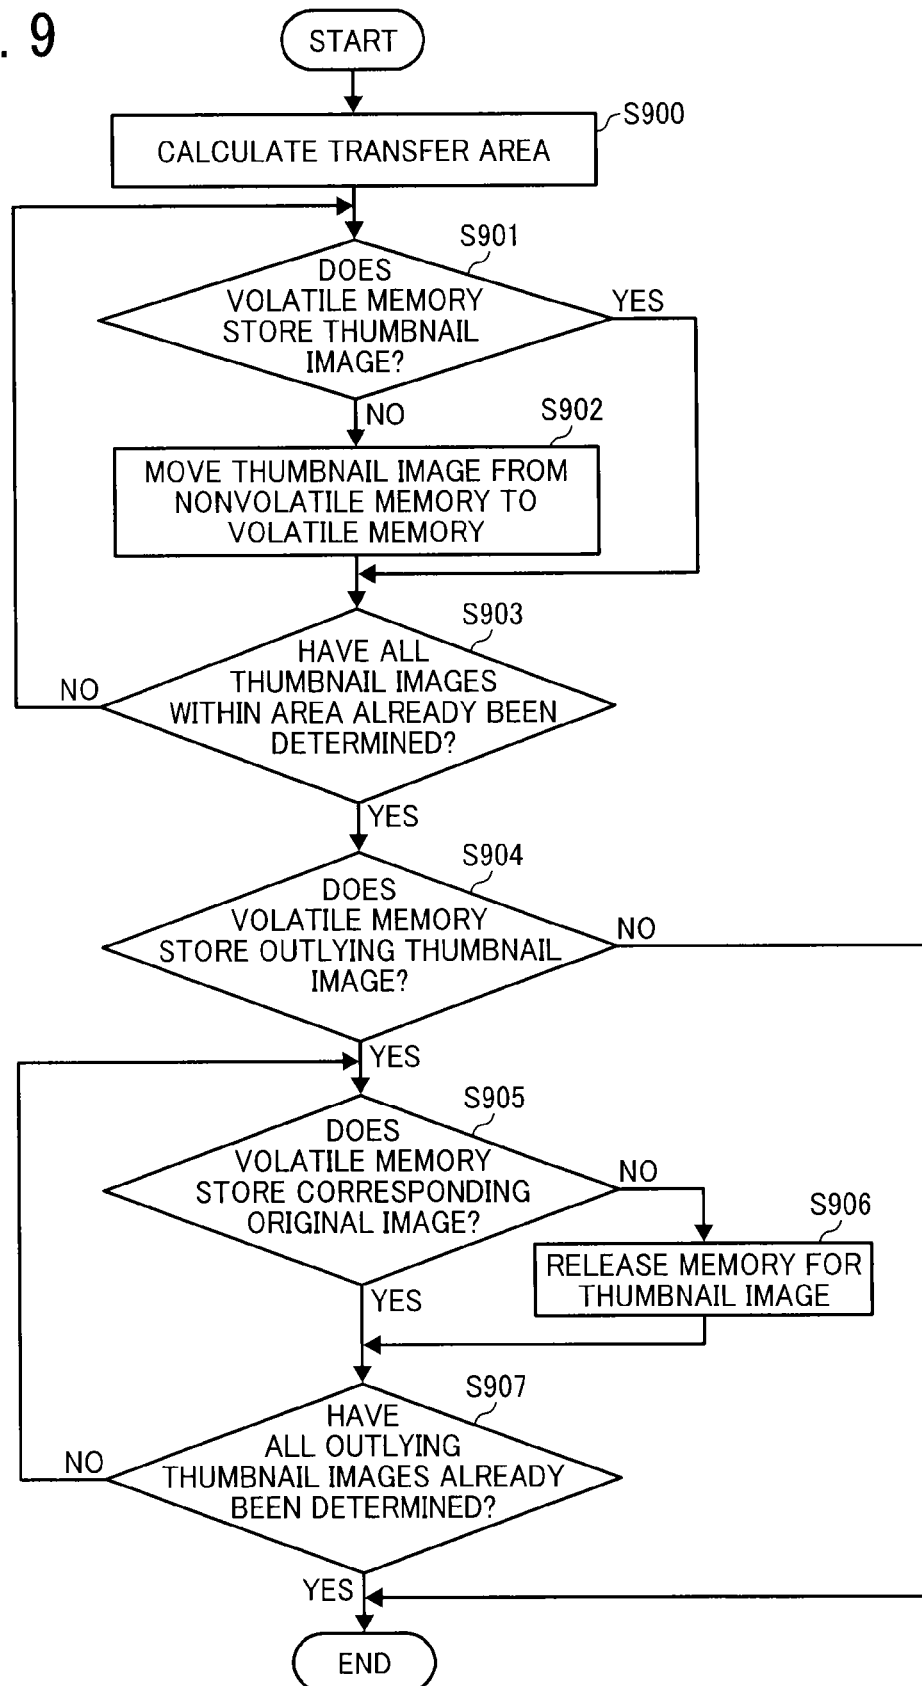 . 9
START
S900
CALCULATE TRANSFER AREA
S901
DOES
VOLATILE MEMORY
STORE THUMBNAIL
IMAGE?
YES
NO
S902
MOVE THUMBNAIL IMAGE FROM
NONVOLATILE MEMORY TO
VOLATILE MEMORY
S903
HAVE ALL
THUMBNAIL IMAGES
WITHIN AREA ALREADY BEEN
DETERMINED?
NO
YES
S904
DOES
VOLATILE MEMORY
STORE OUTLYING THUMBNAIL
IMAGE?
NO
YES
S905
DOES
VOLATILE MEMORY
STORE CORRESPONDING
ORIGINAL IMAGE?
NO
S906
RELEASE MEMORY FOR
THUMBNAIL IMAGE
YES
S907
HAVE
ALL OUTLYING
THUMBNAIL IMAGES ALREADY
BEEN DETERMINED?
NO
YES
END